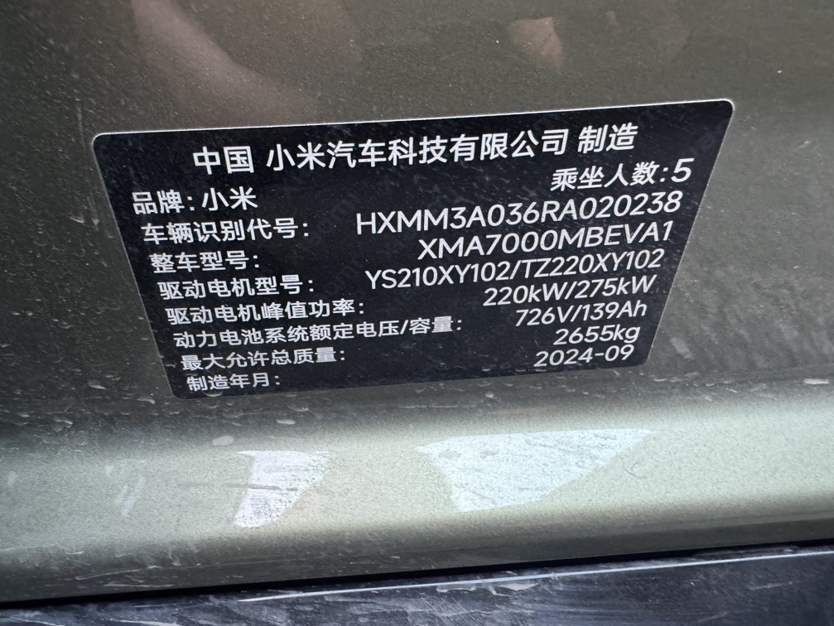 中国 小米汽车科技有限公司 制造
品牌:小米 乘坐人数:5
车辆识别代号: HXMM3A036RA020238
整车型号: XMA7000MBEVA1
驱动电机型号: YS210XY102/TZ220XY102
驱动电机峰值功率: 220kW/275kW
动力电池系统额定电压/容量: 726V/139Ah
最大允许总质量: 2655kg
制造年月: 2024-09